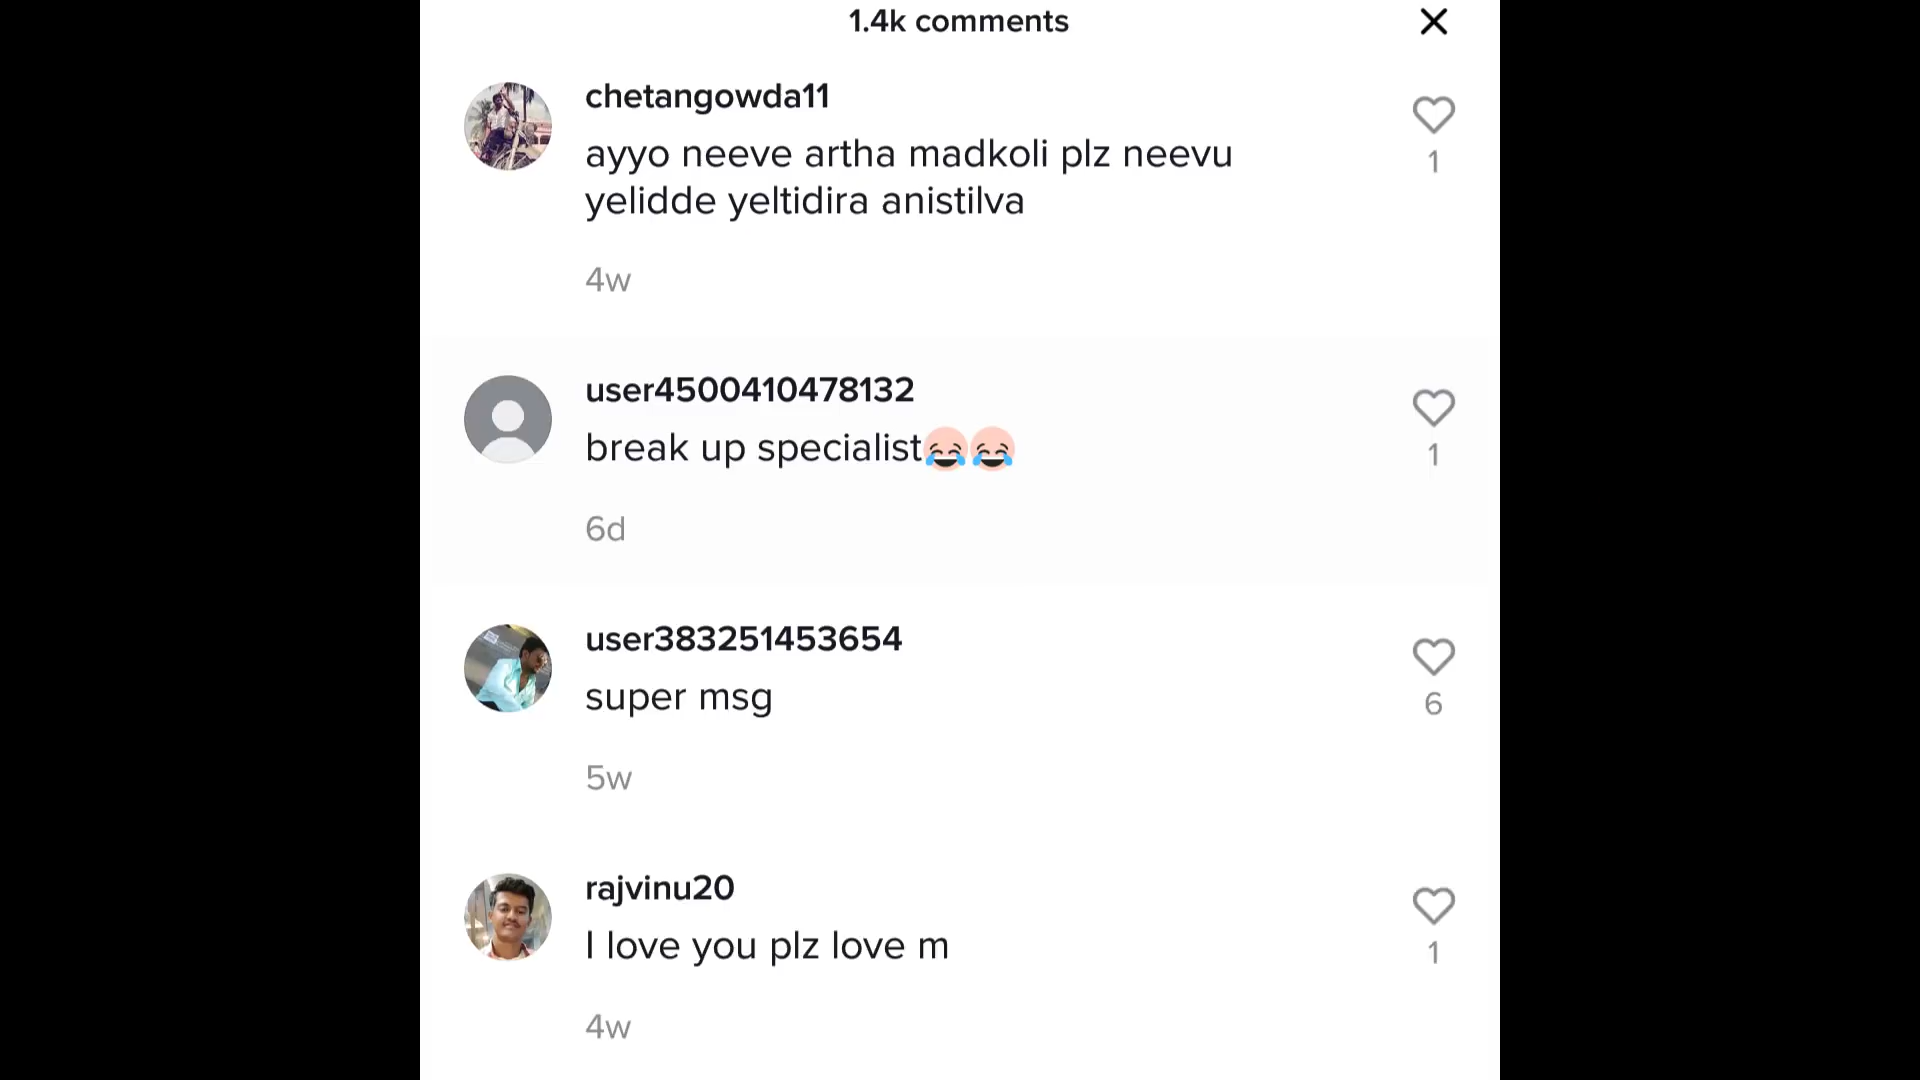 1.4k comments
chetangowda11
ayyo neeve artha madkoli plz neevu
yelidde yeltidira anistilva
4w
1
user4500410478132
break up specialist😂😂
6d
1
user383251453654
super msg
5w
6
rajvinu20
I love you plz love m
4w
1